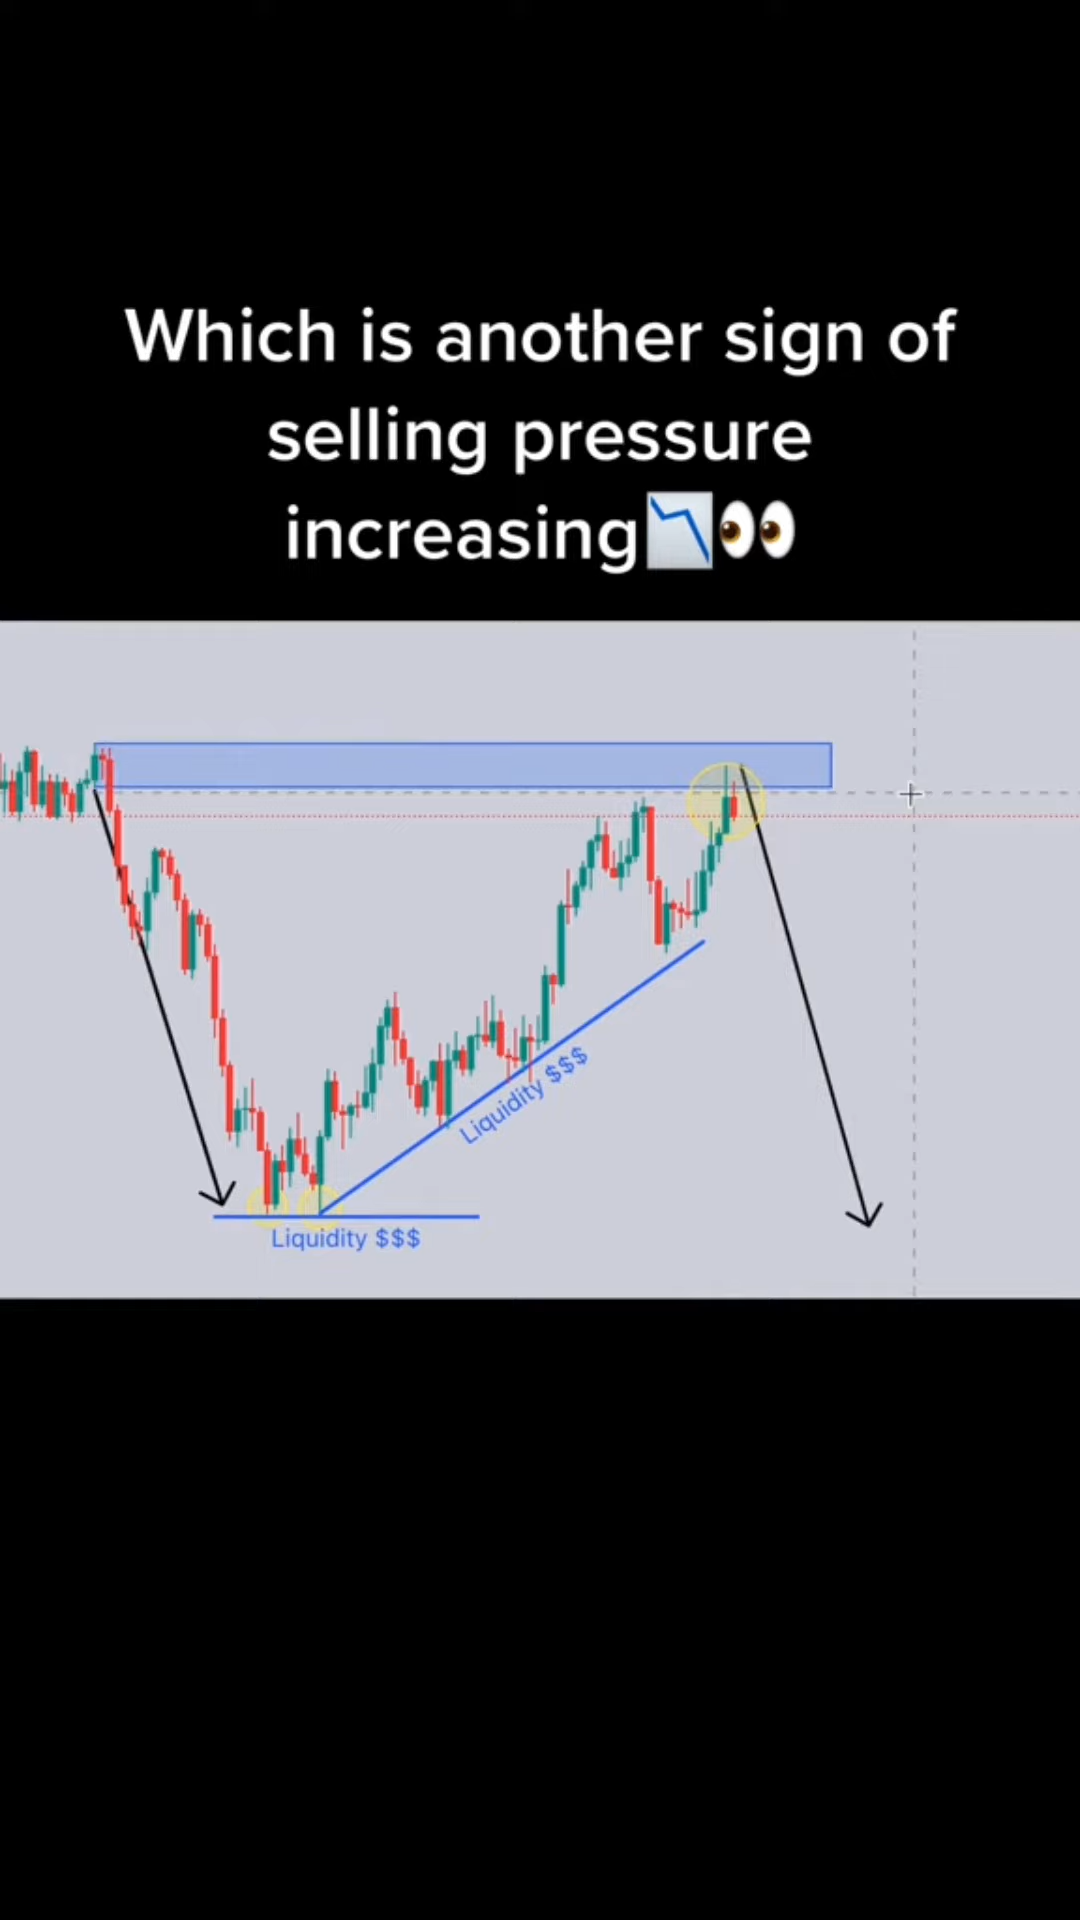 Which is another sign of
selling pressure
increasing📉👀
Liquidity $$$
Liquidity $$$